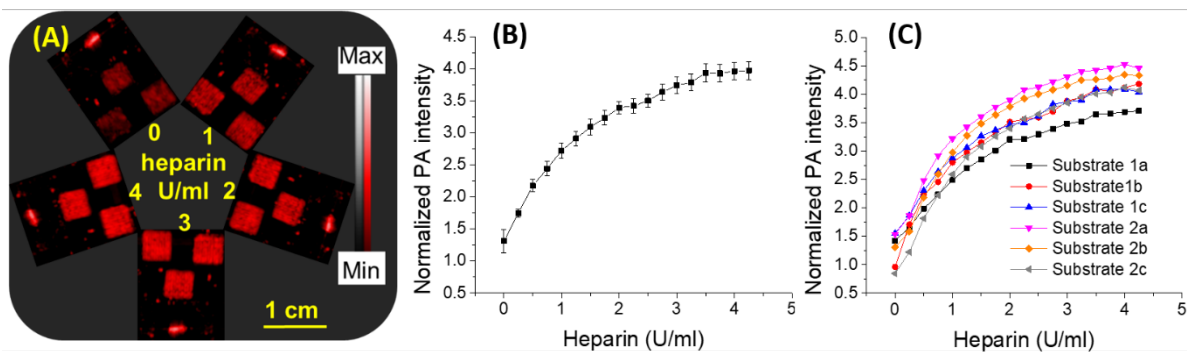 (A)
Max
Min
0
1
heparin
U/ml
4
2
3
1 cm
(B)
Normalized PA intensity
4.5
4.0
3.5
3.0
2.5
2.0
1.5
1.0
0.5
0
1
2
3
4
5
Heparin (U/ml)
(C)
Normalized PA intensity
5.0
4.5
4.0
3.5
3.0
2.5
2.0
1.5
1.0
0.5
Substrate 1a
Substrate1b
Substrate 1c
Substrate 2a
Substrate 2b
Substrate 2c
0
1
2
3
4
5
Heparin (U/ml)